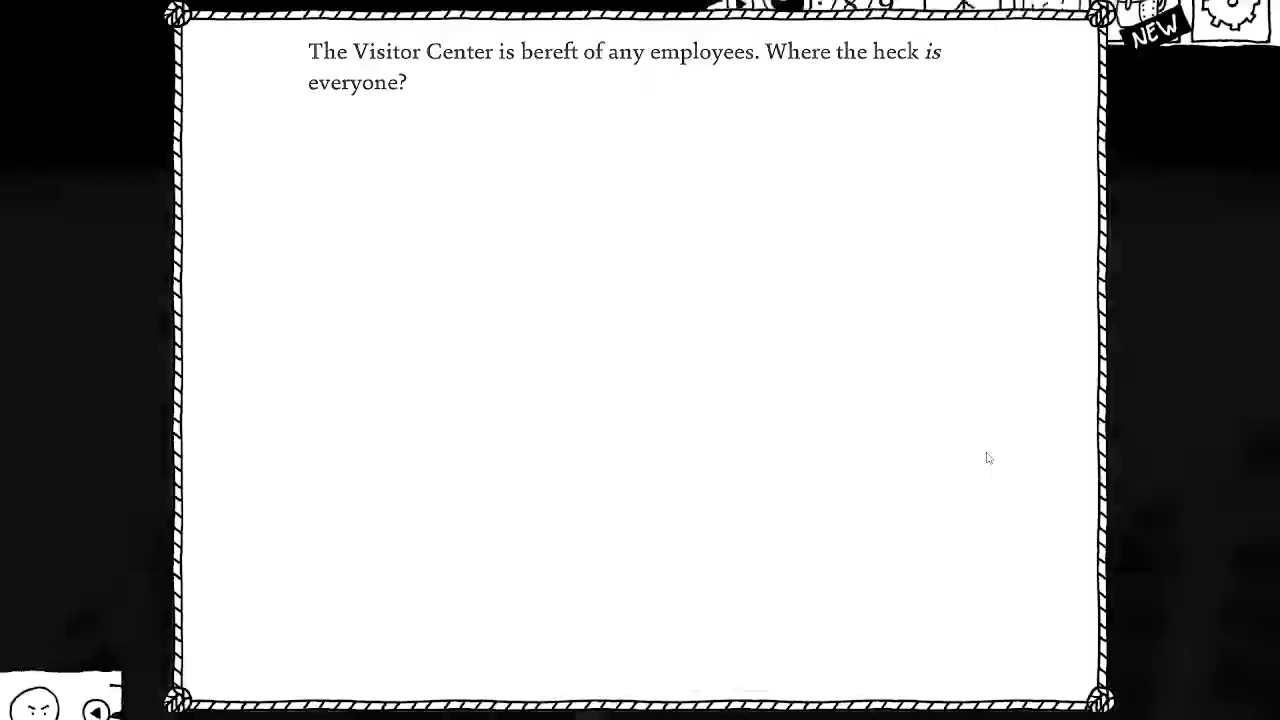 The Visitor Center is bereft of any employees. Where the heck is
everyone?
NEW